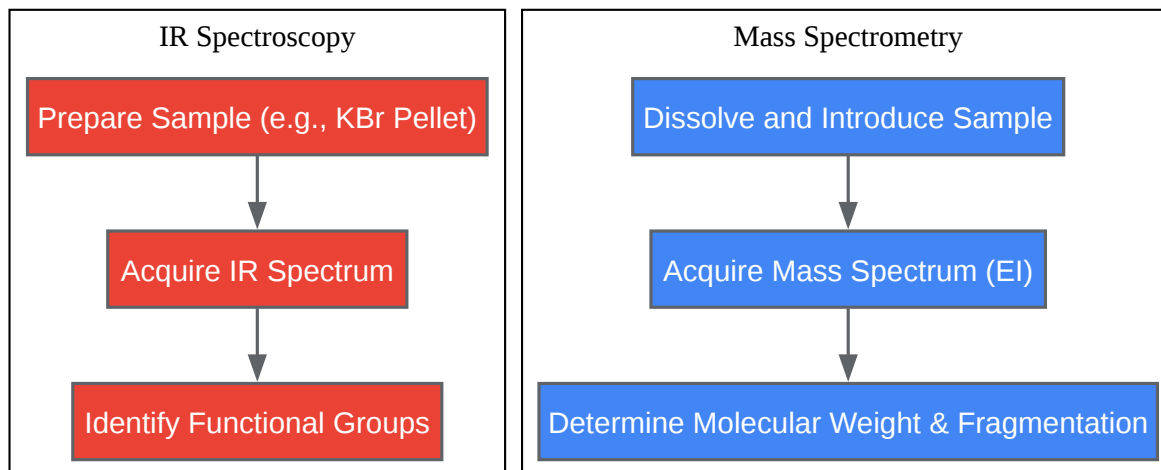 IR Spectroscopy
Prepare Sample (e.g., KBr Pellet)
Acquire IR Spectrum
Identify Functional Groups
Mass Spectrometry
Dissolve and Introduce Sample
Acquire Mass Spectrum (EI)
Determine Molecular Weight & Fragmentation